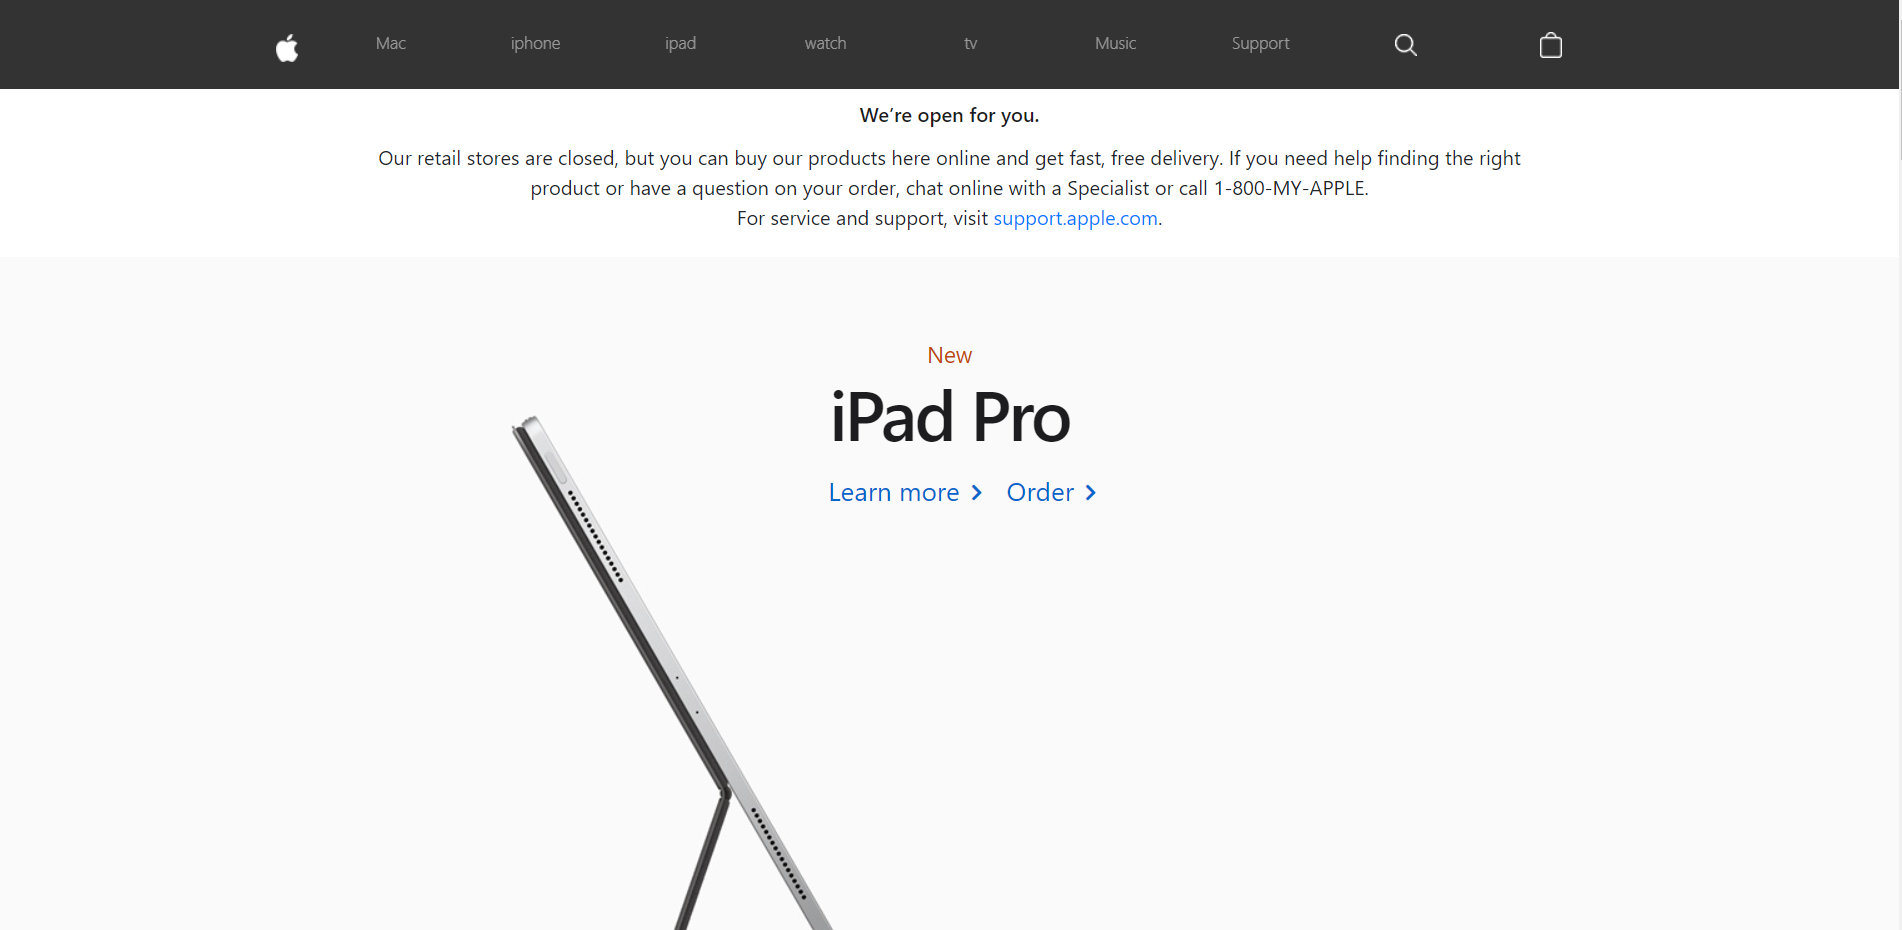 Mac iphone ipad watch tv Music Support
We’re open for you.
Our retail stores are closed, but you can buy our products here online and get fast, free delivery. If you need help finding the right
product or have a question on your order, chat online with a Specialist or call 1-800-MY-APPLE.
For service and support, visit support.apple.com.
New
iPad Pro
Learn more Order